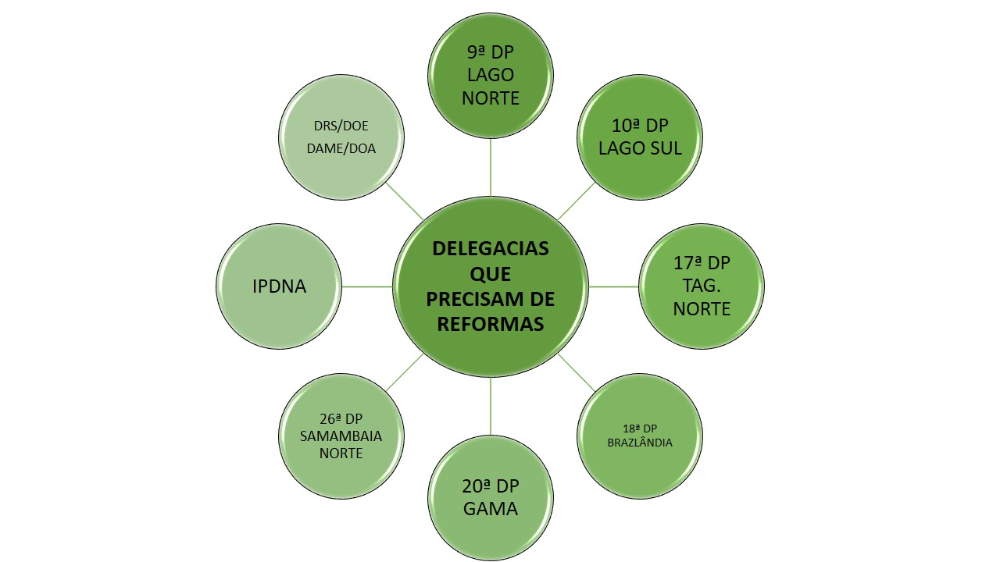 DELEGACIAS
QUE
PRECISAM DE
REFORMAS
9ª DP
LAGO
NORTE
10ª DP
LAGO SUL
17ª DP
TAG.
NORTE
18ª DP
BRAZLÂNDIA
20ª DP
GAMA
26ª DP
SAMAMBAIA
NORTE
IPDNA
DRS/DOE
DAME/DOA